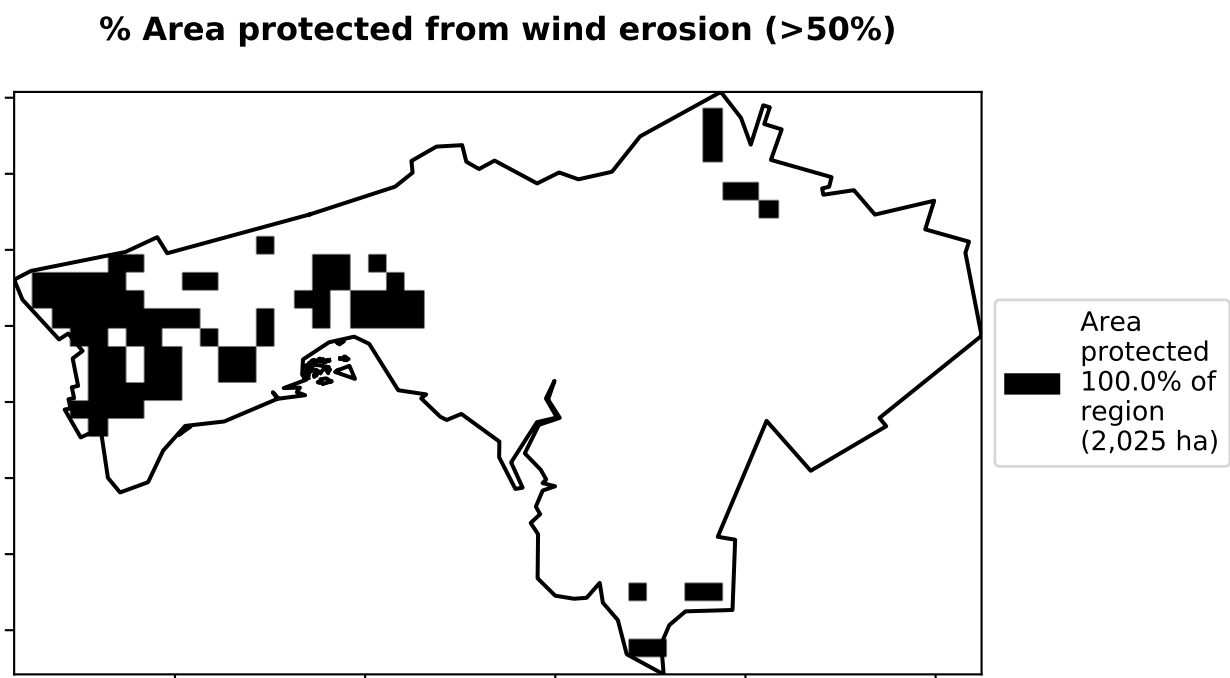 % Area protected from wind erosion (>50%)
Area
protected
100.0% of
region
(2,025 ha)